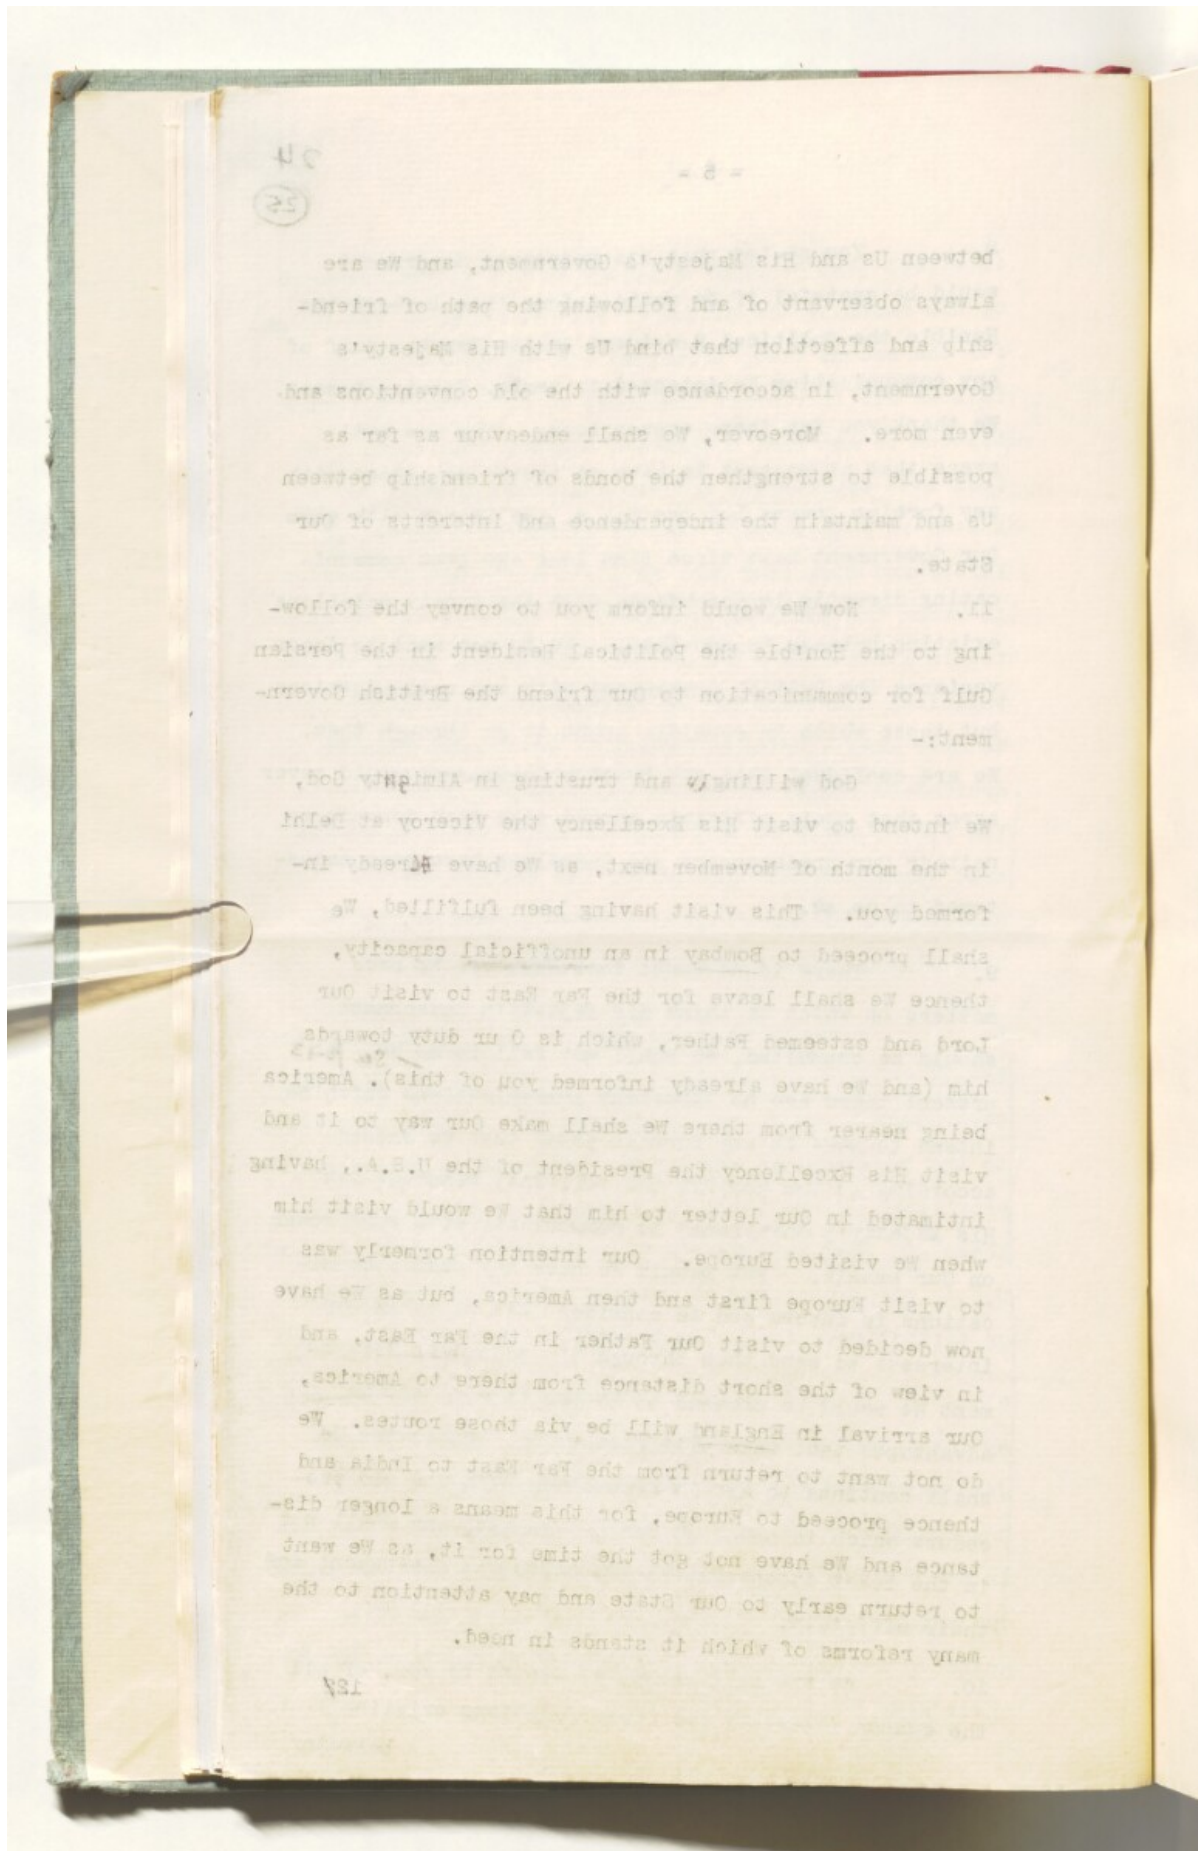 24
25
- 5 -
between Us and His Majesty's Government, and We are
always observant of and following the path of friend-
ship and affection that bind Us with His Majesty's
Government, in accordance with the old conventions and
even more. Moreover, We shall endeavour as far as
possible to strengthen the bonds of friendship between
Us and maintain the independence and interests of Our
State.
11. Now We would inform you to convey the follow-
ing to the Hon'ble the Political Resident in the Persian
Gulf for communication to Our friend the British Govern-
ment:-
God willingly and trusting in Almighty God,
We intend to visit His Excellency the Viceroy at Delhi
in the month of November next, as We have Already in-
formed you. This visit having been fulfilled, We
shall proceed to Bombay in an unofficial capacity,
thence We shall leave for the Far East to visit Our
Lord and esteemed Father, which is O ur duty towards
him (and We have already informed you of this). America
being nearer from there We shall make Our way to it and
visit His Excellency the President of the U.S.A., having
intimated in Our letter to him that We would visit him
when We visited Europe. Our intention formerly was
to visit Europe first and then America, but as We have
now decided to visit Our Father in the Far East, and
in view of the short distance from there to America,
Our arrival in England will be via those routes. We
do not want to return from the Far East to India and
thence proceed to Europe, for this means a longer dis-
tance and We have not got the time for it, as We want
to return early to Our State and pay attention to the
many reforms of which it stands in need.
12/